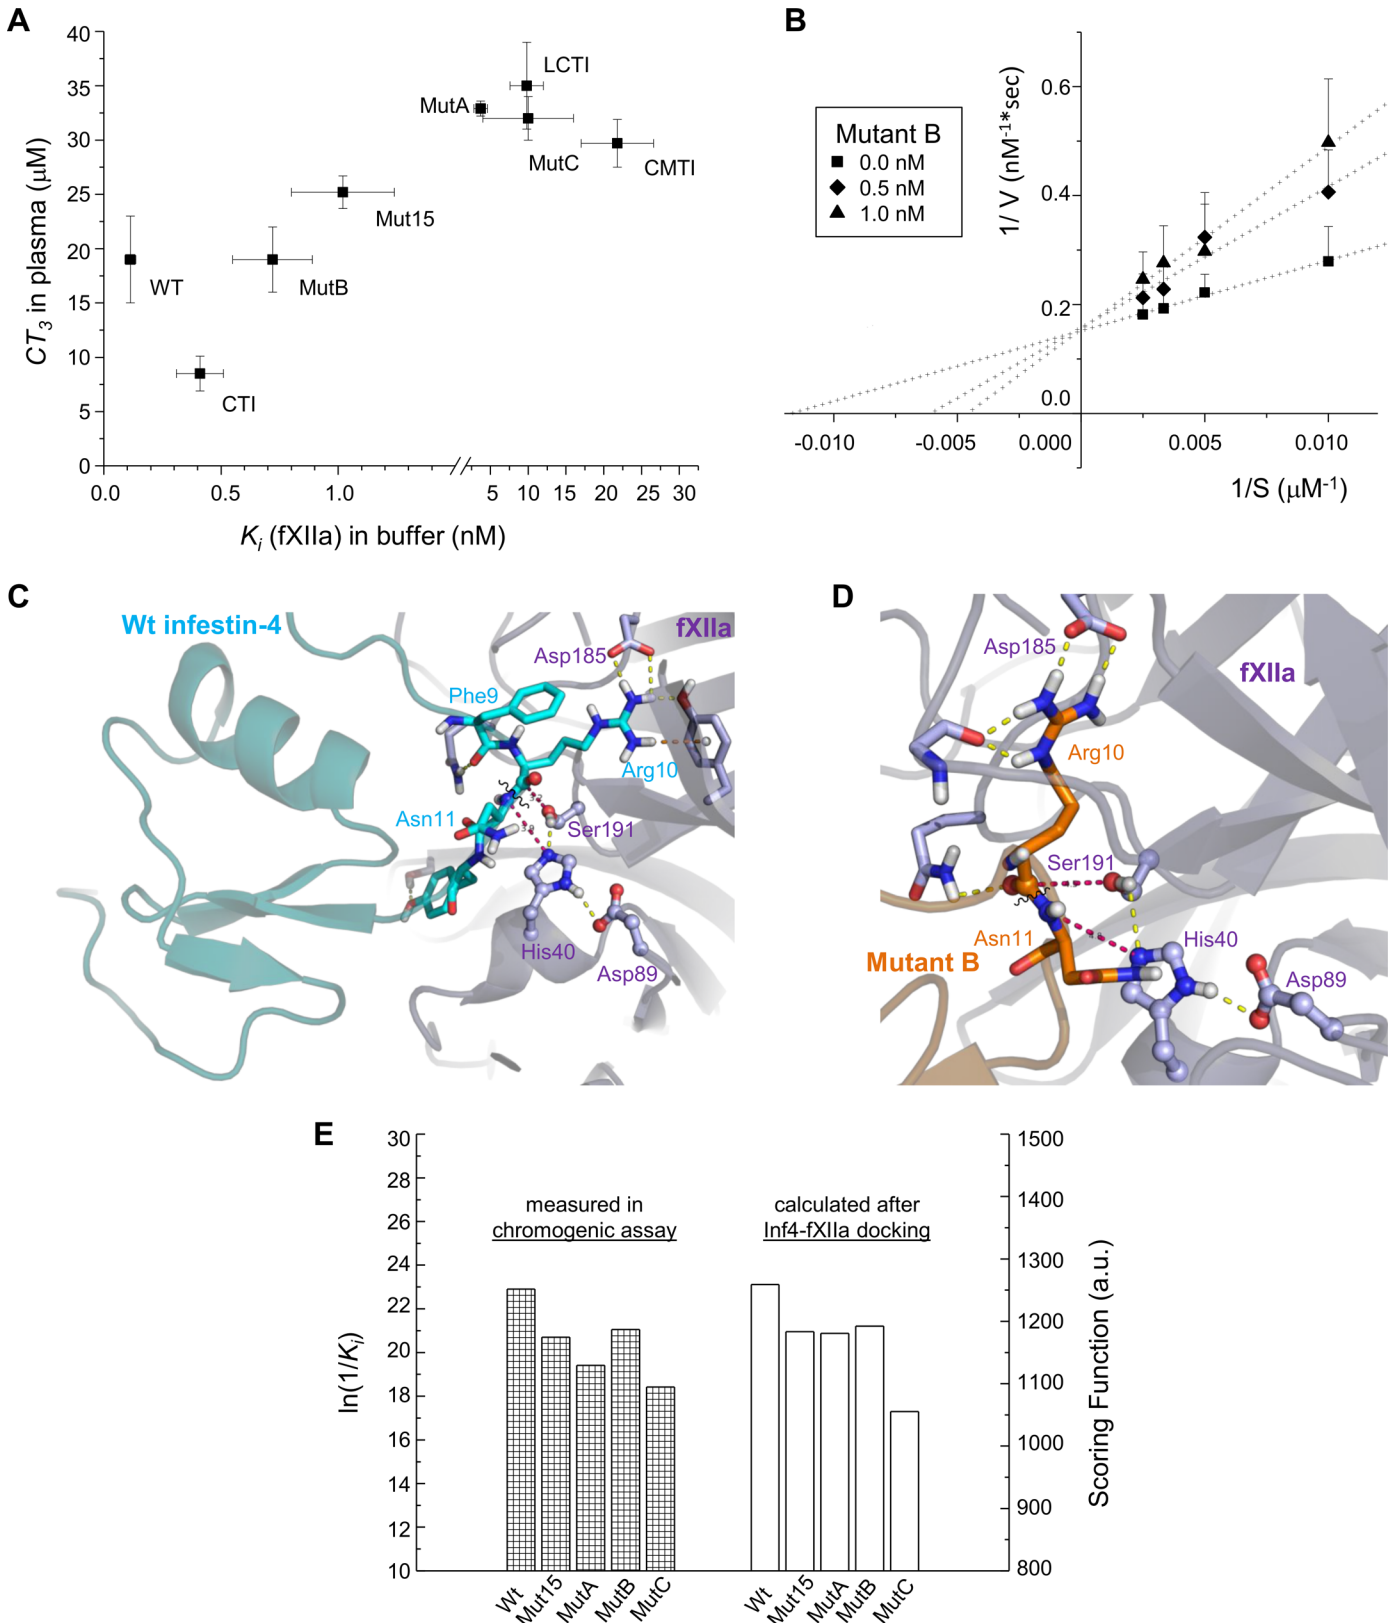 A
40
35
30
25
20
15
10
5
0
CT3 in plasma (μM)
LCTI
MutA
MutC
CMTI
Mut15
WT
MutB
CTI
0.0
0.5
1.0
5
10
15
20
25
30
Ki (fXIIa) in buffer (nM)
B
Mutant B
0.0 nM
0.5 nM
1.0 nM
1/ V (nM-1*sec)
0.6
0.4
0.2
0.0
-0.010
-0.005
0.000
0.005
0.010
1/S (μM-1)
C
Wt infestin-4
fXIIa
Asp185
Phe9
Arg10
Asn11
Ser191
His40
Asp89
D
Asp185
fXIIa
Arg10
Ser191
Asn11
His40
Mutant B
Asp89
E
30
28
26
24
22
20
18
16
14
12
10
ln(1/Ki)
measured in
chromogenic assay
calculated after
Inf4-fXIIa docking
1500
1400
1300
1200
1100
1000
900
800
Scoring Function (a.u.)
Wt
Mut15
MutA
MutB
MutC
Wt
Mut15
MutA
MutB
MutC